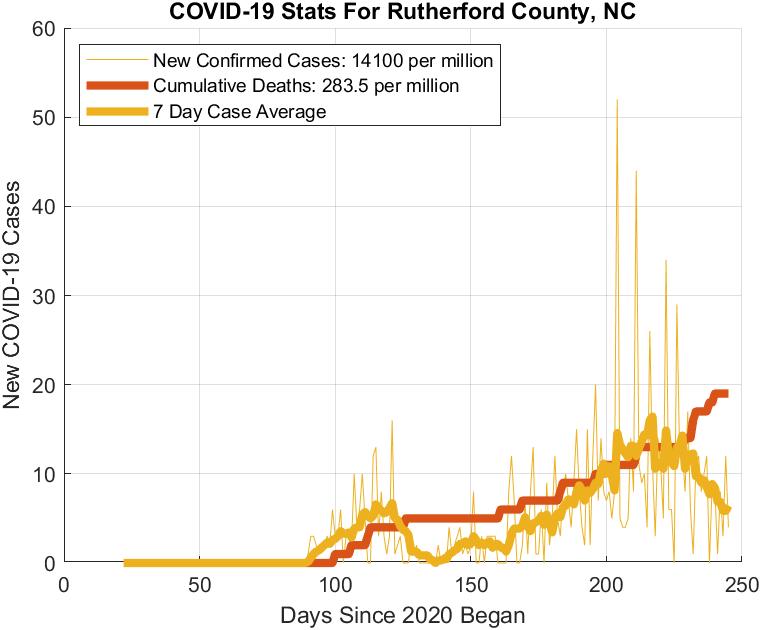 COVID-19 Stats For Rutherford County, NC
New Confirmed Cases: 14100 per million
Cumulative Deaths: 283.5 per million
7 Day Case Average
New COVID-19 Cases
60
50
40
30
20
10
0
0 50 100 150 200 250
Days Since 2020 Began